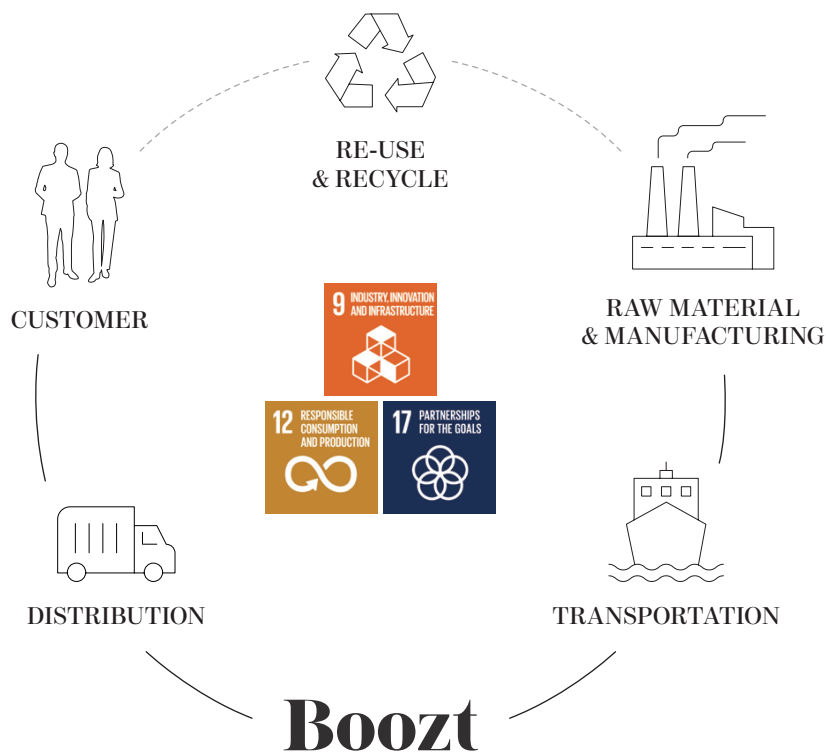 RE-USE
& RECYCLE
CUSTOMER
RAW MATERIAL
& MANUFACTURING
9 INDUSTRY, INNOVATION
AND INFRASTRUCTURE
12 RESPONSIBLE
CONSUMPTION
AND PRODUCTION
17 PARTNERSHIPS
FOR THE GOALS
DISTRIBUTION
TRANSPORTATION
Boozt